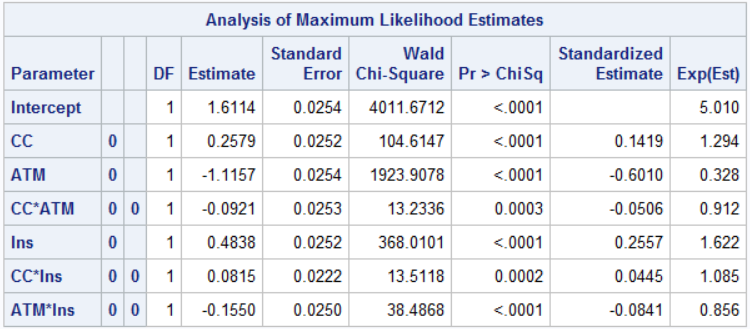 Analysis of Maximum Likelihood Estimates
Parameter DF Estimate Standard Error Wald Chi-Square Pr > ChiSq Standardized Estimate Exp(Est)
Intercept 1 1.6114 0.0254 4011.6712 <.0001 5.010
CC 0 1 0.2579 0.0252 104.6147 <.0001 0.1419 1.294
ATM 0 1 -1.1157 0.0254 1923.9078 <.0001 -0.6010 0.328
CC*ATM 0 0 1 -0.0921 0.0253 13.2336 0.0003 -0.0506 0.912
Ins 0 1 0.4838 0.0252 368.0101 <.0001 0.2557 1.622
CC*Ins 0 0 1 0.0815 0.0222 13.5118 0.0002 0.0445 1.085
ATM*Ins 0 0 1 -0.1550 0.0250 38.4868 <.0001 -0.0841 0.856